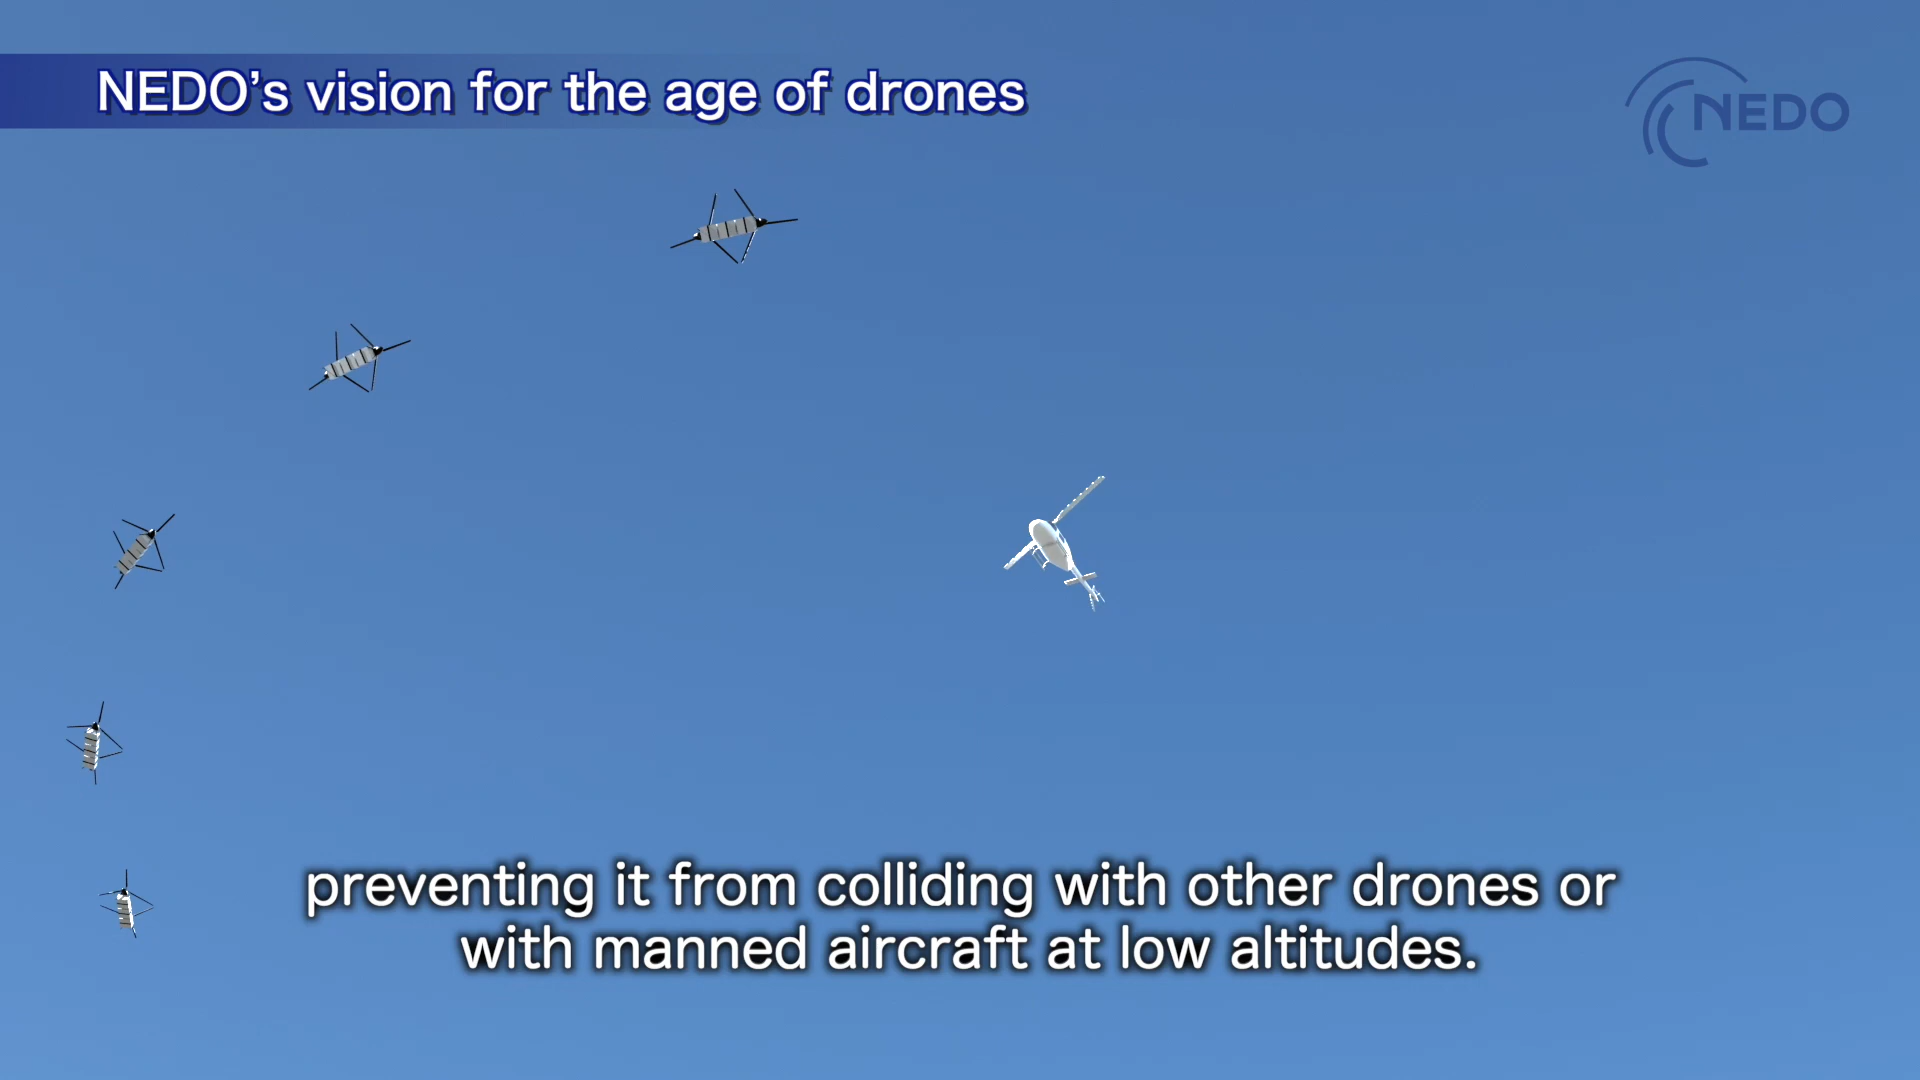 NEDO's vision for the age of drones
NEDO
preventing it from colliding with other drones or
with manned aircraft at low altitudes.